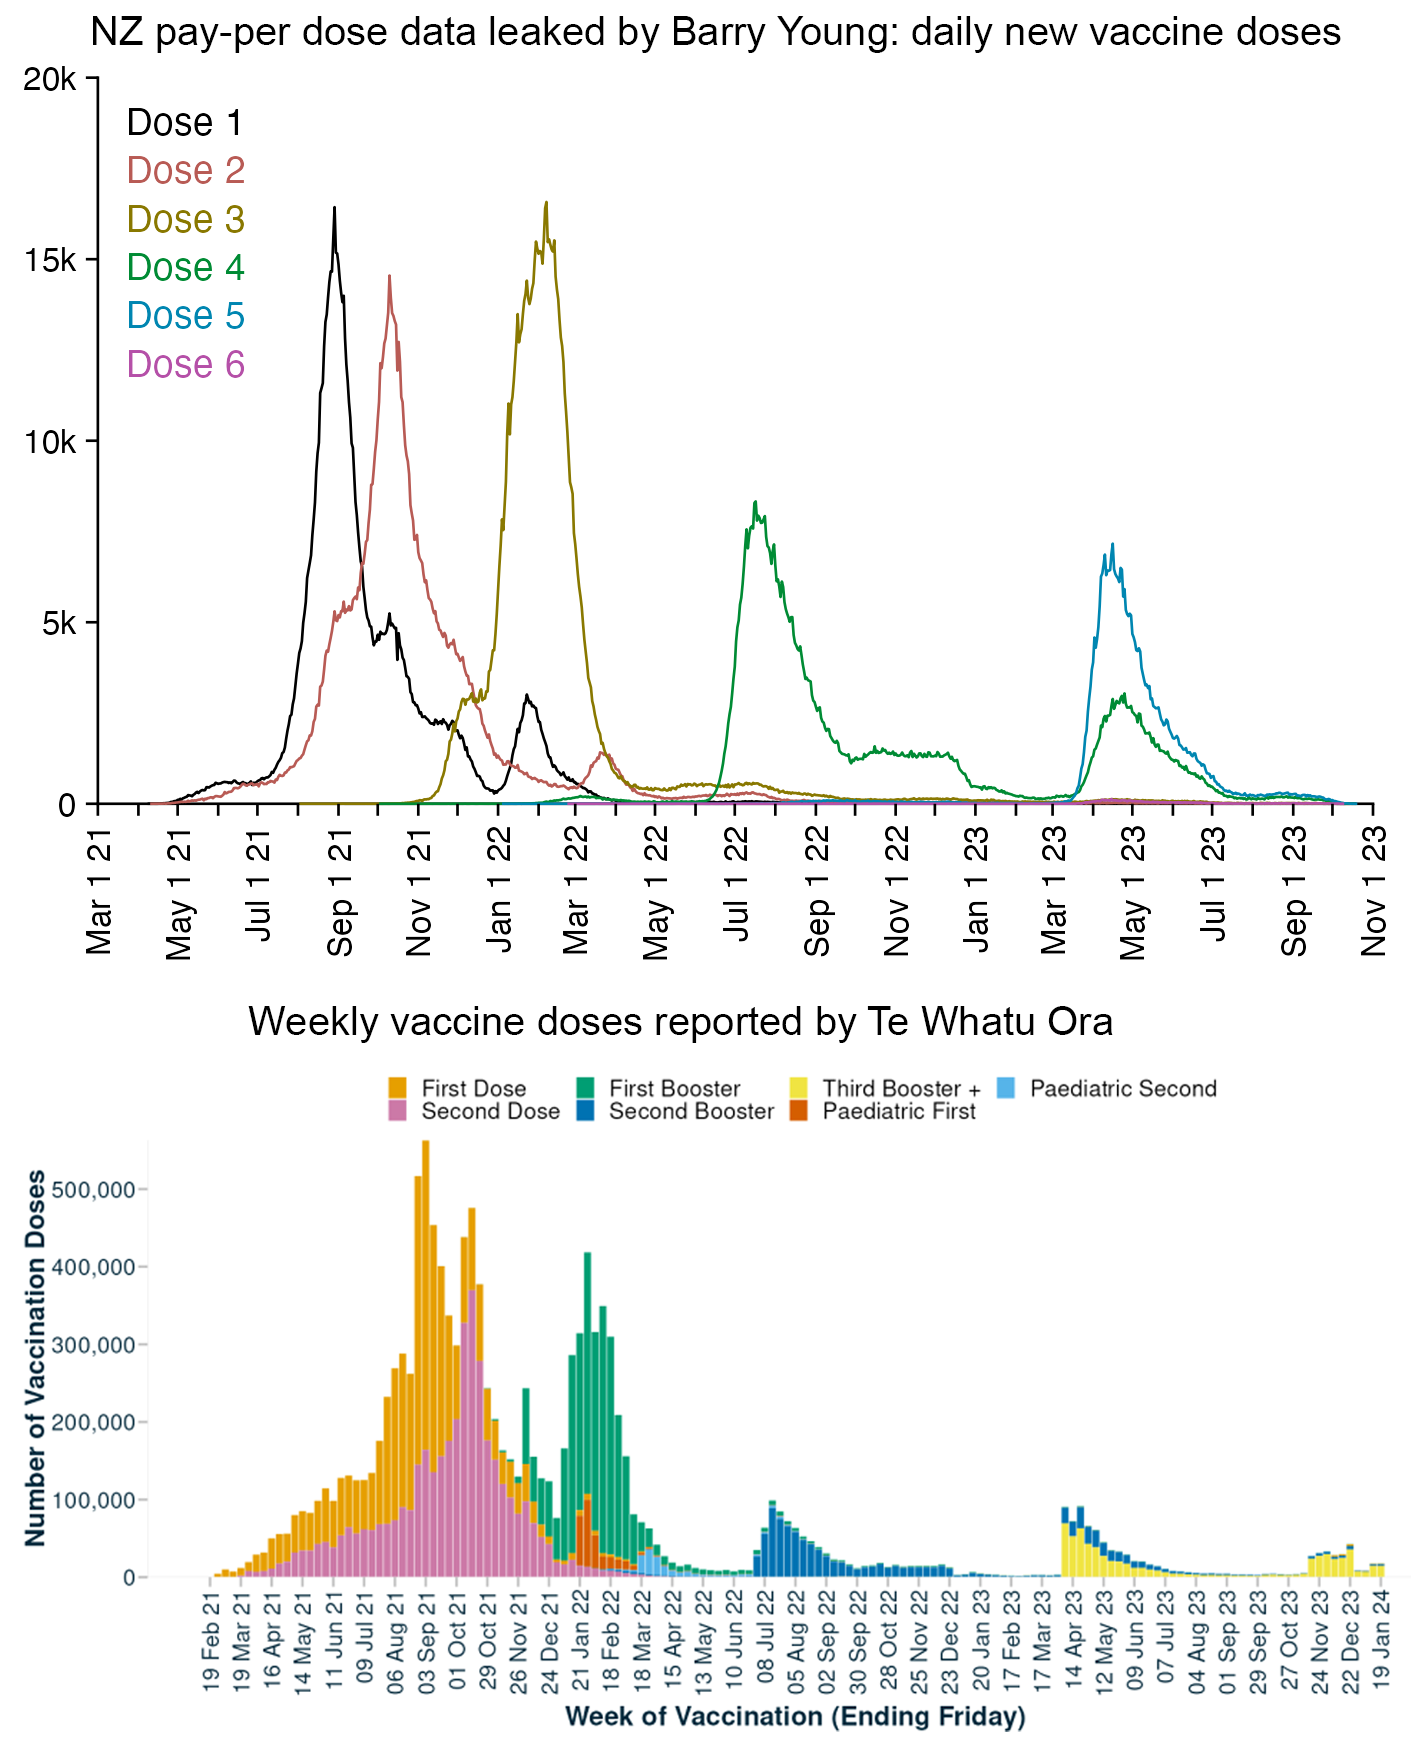 NZ pay-per dose data leaked by Barry Young: daily new vaccine doses
20k
15k
10k
5k
0
Dose 1
Dose 2
Dose 3
Dose 4
Dose 5
Dose 6
Mar 1 21
May 1 21
Jul 1 21
Sep 1 21
Nov 1 21
Jan 1 22
Mar 1 22
May 1 22
Jul 1 22
Sep 1 22
Nov 1 22
Jan 1 23
Mar 1 23
May 1 23
Jul 1 23
Sep 1 23
Nov 1 23
Weekly vaccine doses reported by Te Whatu Ora
First Dose First Booster Third Booster + Paediatric Second
Second Dose Second Booster Paediatric First
Number of Vaccination Doses
500,000
400,000
300,000
200,000
100,000
0
19 Feb 21
19 Mar 21
16 Apr 21
14 May 21
11 Jun 21
09 Jul 21
06 Aug 21
03 Sep 21
01 Oct 21
29 Oct 21
26 Nov 21
24 Dec 21
21 Jan 22
18 Feb 22
18 Mar 22
15 Apr 22
13 May 22
10 Jun 22
08 Jul 22
05 Aug 22
02 Sep 22
30 Sep 22
28 Oct 22
25 Nov 22
23 Dec 22
20 Jan 23
17 Feb 23
17 Mar 23
14 Apr 23
12 May 23
09 Jun 23
07 Jul 23
04 Aug 23
01 Sep 23
29 Sep 23
27 Oct 23
24 Nov 23
22 Dec 23
19 Jan 24
Week of Vaccination (Ending Friday)